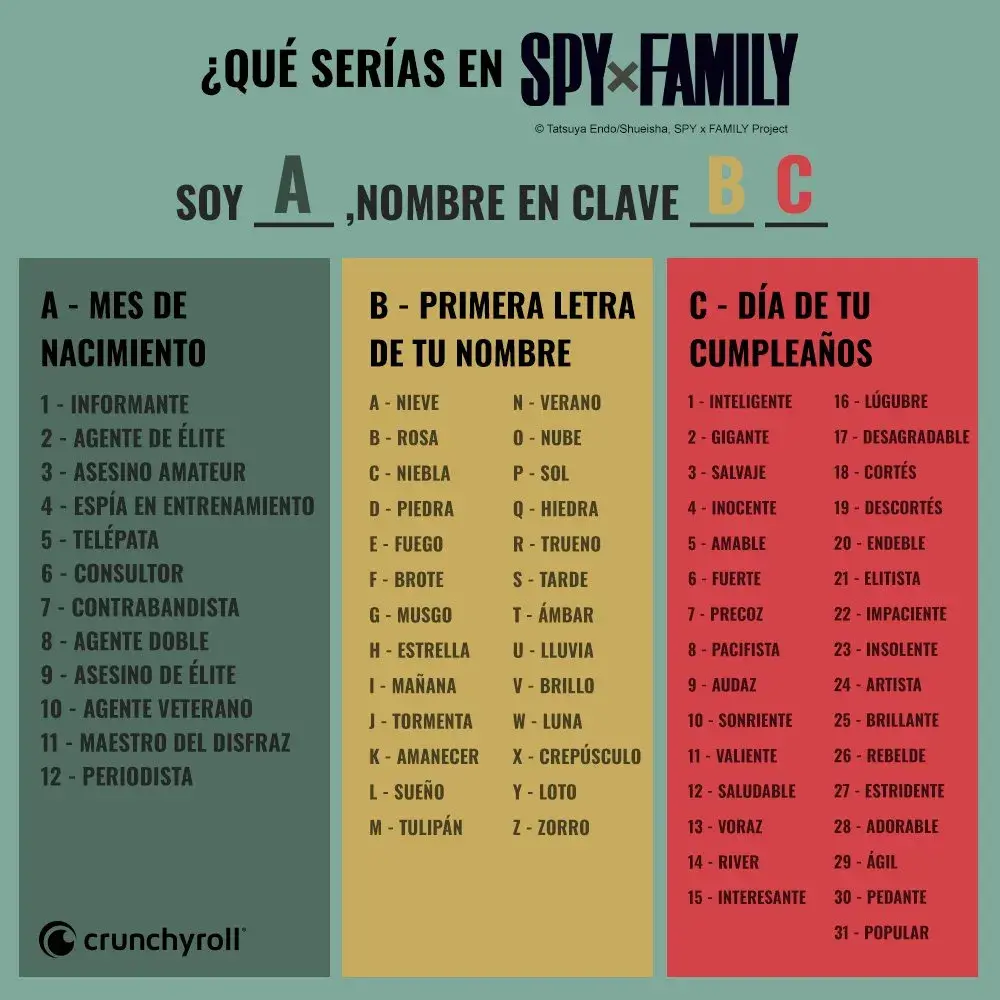 ¿QUÉ SERÍAS EN SPY×FAMILY
© Tatsuya Endo/Shueisha, SPY x FAMILY Project
SOY A ,NOMBRE EN CLAVE B C
A - MES DE
NACIMIENTO
1 - INFORMANTE
2 - AGENTE DE ÉLITE
3 - ASESINO AMATEUR
4 - ESPÍA EN ENTRENAMIENTO
5 - TELÉPATA
6 - CONSULTOR
7 - CONTRABANDISTA
8 - AGENTE DOBLE
9 - ASESINO DE ÉLITE
10 - AGENTE VETERANO
11 - MAESTRO DEL DISFRAZ
12 - PERIODISTA
crunchyroll
B - PRIMERA LETRA
DE TU NOMBRE
A - NIEVE
B - ROSA
C - NIEBLA
D - PIEDRA
E - FUEGO
F - BROTE
G - MUSGO
H - ESTRELLA
I - MAÑANA
J - TORMENTA
K - AMANECER
L - SUEÑO
M - TULIPÁN
N - VERANO
O - NUBE
P - SOL
Q - HIEDRA
R - TRUENO
S - TARDE
T - ÁMBAR
U - LLUVIA
V - BRILLO
W - LUNA
X - CREPÚSCULO
Y - LOTO
Z - ZORRO
C - DÍA DE TU
CUMPLEAÑOS
1 - INTELIGENTE
2 - GIGANTE
3 - SALVAJE
4 - INOCENTE
5 - AMABLE
6 - FUERTE
7 - PRECOZ
8 - PACIFISTA
9 - AUDAZ
10 - SONRIENTE
11 - VALIENTE
12 - SALUDABLE
13 - VORAZ
14 - RIVER
15 - INTERESANTE
16 - LÚGUBRE
17 - DESAGRADABLE
18 - CORTÉS
19 - DESCORTÉS
20 - ENDEBLE
21 - ELITISTA
22 - IMPACIENTE
23 - INSOLENTE
24 - ARTISTA
25 - BRILLANTE
26 - REBELDE
27 - ESTRIDENTE
28 - ADORABLE
29 - ÁGIL
30 - PEDANTE
31 - POPULAR